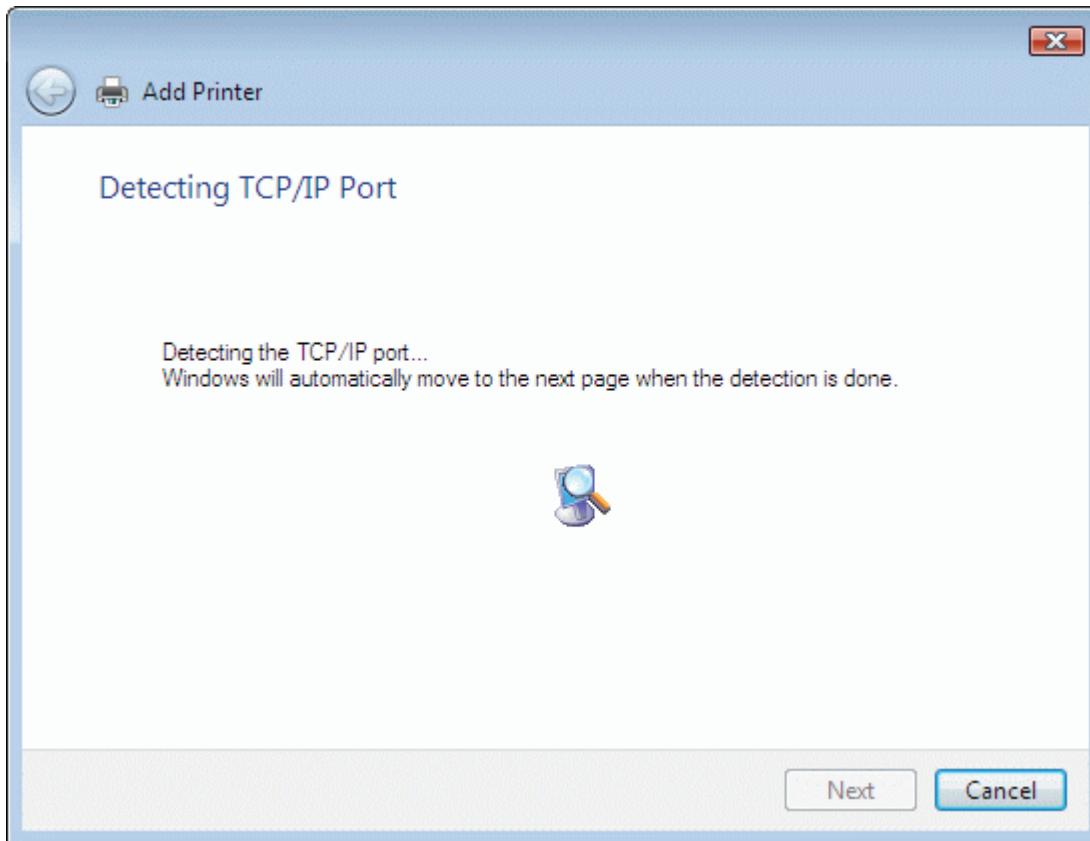 Add Printer
Detecting TCP/IP Port
Detecting the TCP/IP port...
Windows will automatically move to the next page when the detection is done.
Next
Cancel